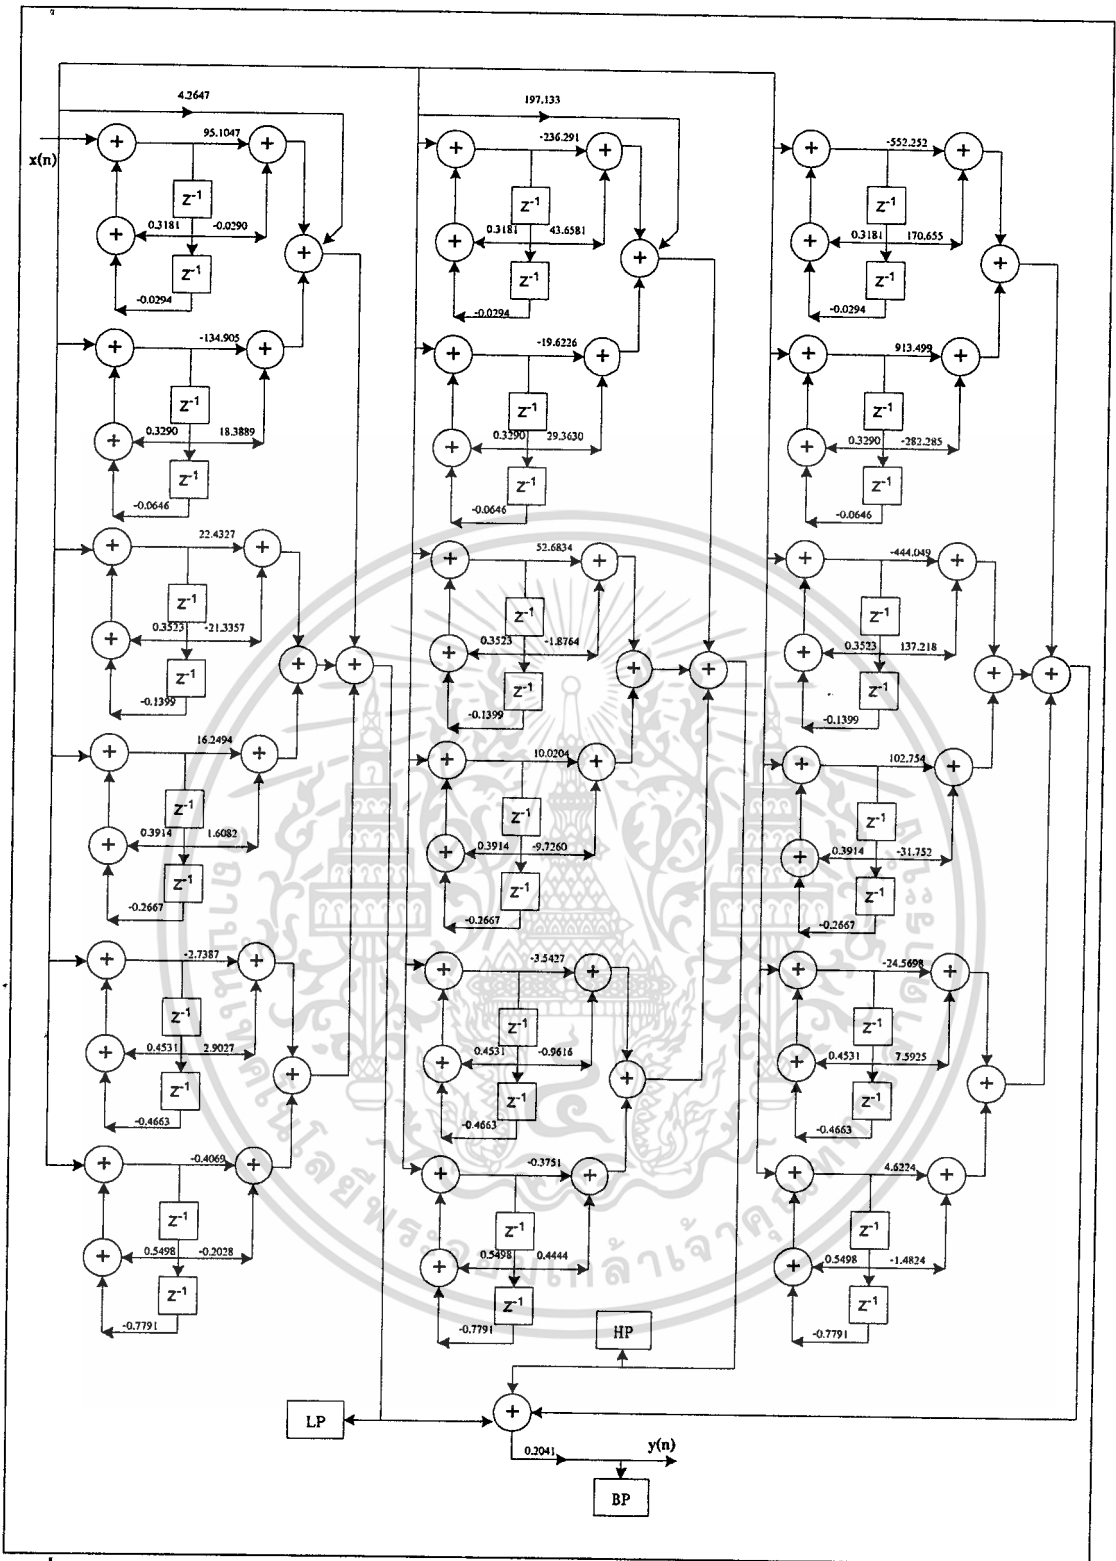 4.2647
95.1047
x(n)
z-1
0.3181 -0.0290
z-1
-0.0294
-134.905
z-1
0.3290 18.3889
z-1
-0.0646
22.4327
z-1
0.3523 -21.3357
z-1
-0.1399
16.2494
z-1
0.3914 1.6082
z-1
-0.2667
-2.7387
z-1
0.4531 2.9027
z-1
-0.4663
-0.4069
z-1
0.5498 -0.2028
z-1
-0.7791
197.133
-236.291
z-1
0.3181 43.6581
z-1
-0.0294
-19.6226
z-1
0.3290 29.3630
z-1
-0.0646
52.6834
z-1
0.3523 -1.8764
z-1
-0.1399
10.0204
z-1
0.3914 -9.7260
z-1
-0.2667
-3.5427
z-1
0.4531 -0.9616
z-1
-0.4663
-0.3751
z-1
0.5498 0.4444
z-1
-0.7791
-552.252
z-1
0.3181 170.655
z-1
-0.0294
913.499
z-1
0.3290 -282.285
z-1
-0.0646
-444.049
z-1
0.3523 137.218
z-1
-0.1399
102.754
z-1
0.3914 -31.752
z-1
-0.2667
-24.5698
z-1
0.4531 7.5925
z-1
-0.4663
4.6224
z-1
0.5498 -1.4824
z-1
-0.7791
HP
LP
0.2041 y(n)
BP